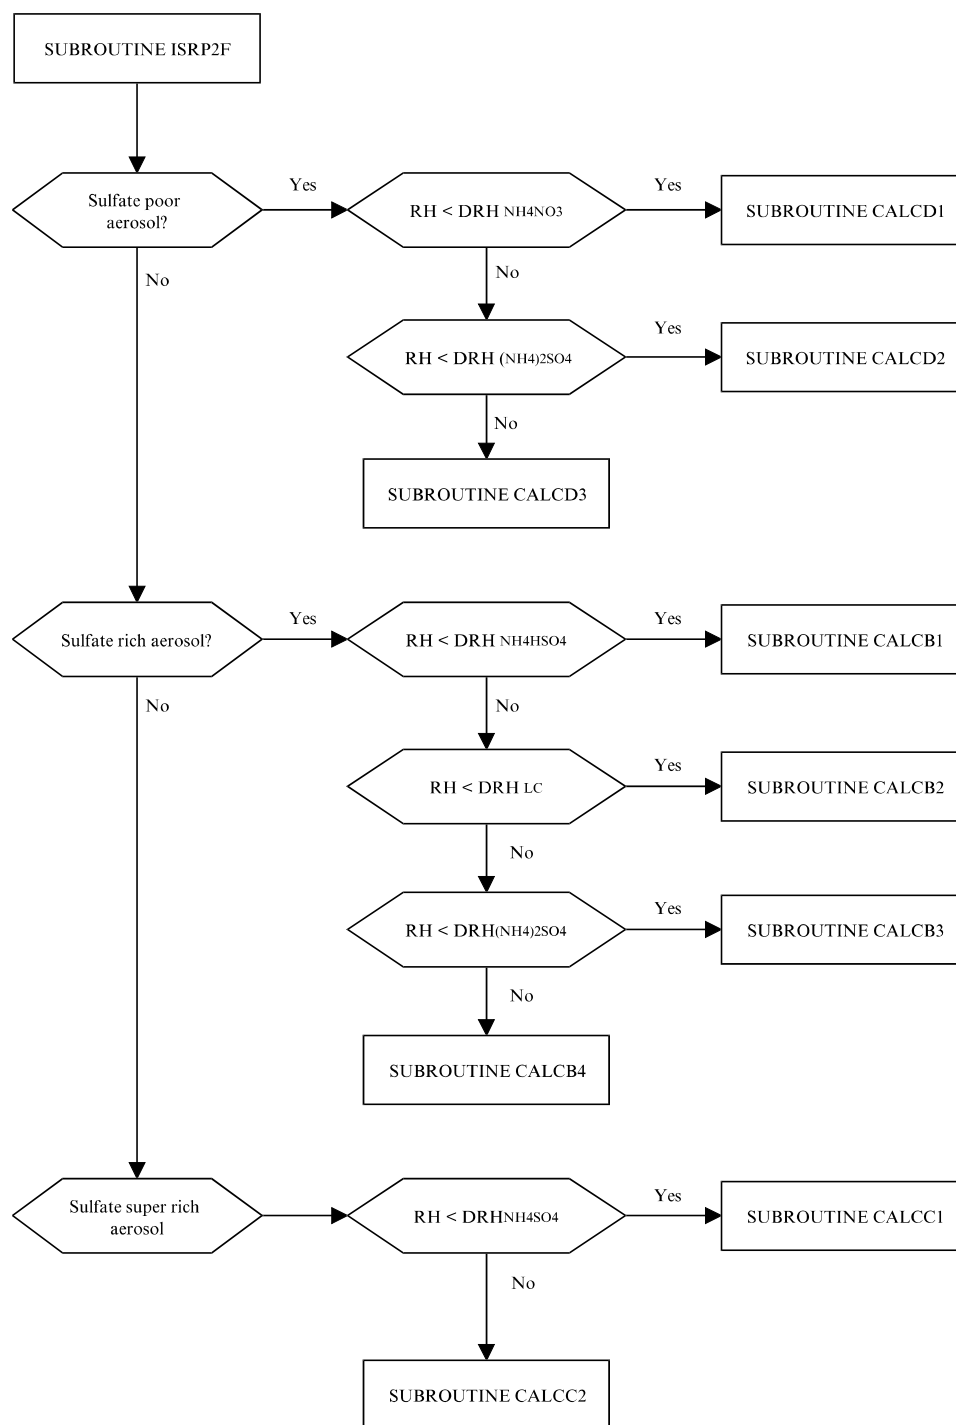 SUBROUTINE ISRP2F
Sulfate poor
aerosol?
Yes
RH < DRH NH4NO3
Yes
SUBROUTINE CALCD1
No
No
RH < DRH (NH4)2SO4
Yes
SUBROUTINE CALCD2
No
SUBROUTINE CALCD3
Sulfate rich aerosol?
Yes
RH < DRH NH4HSO4
Yes
SUBROUTINE CALCB1
No
No
RH < DRH LC
Yes
SUBROUTINE CALCB2
No
RH < DRH(NH4)2SO4
Yes
SUBROUTINE CALCB3
No
SUBROUTINE CALCB4
Sulfate super rich
aerosol
RH < DRHNH4SO4
Yes
SUBROUTINE CALCC1
No
SUBROUTINE CALCC2